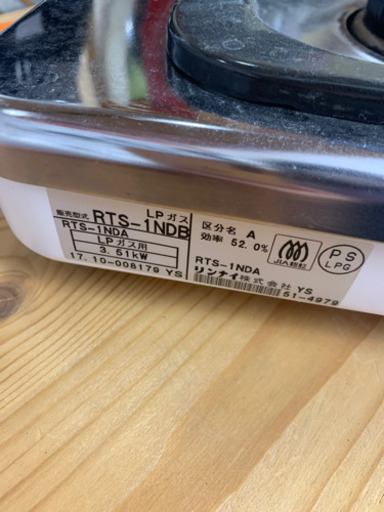 販売型式 RTS-1NDB LPガス
RTS-1NDA
LPガス用
3.51kW
17.10-008179 YS
区分名 A
効率 52.0%
JIA認証
PS
LPG
RTS-1NDA
リンナイ株式会社 YS
51-4979